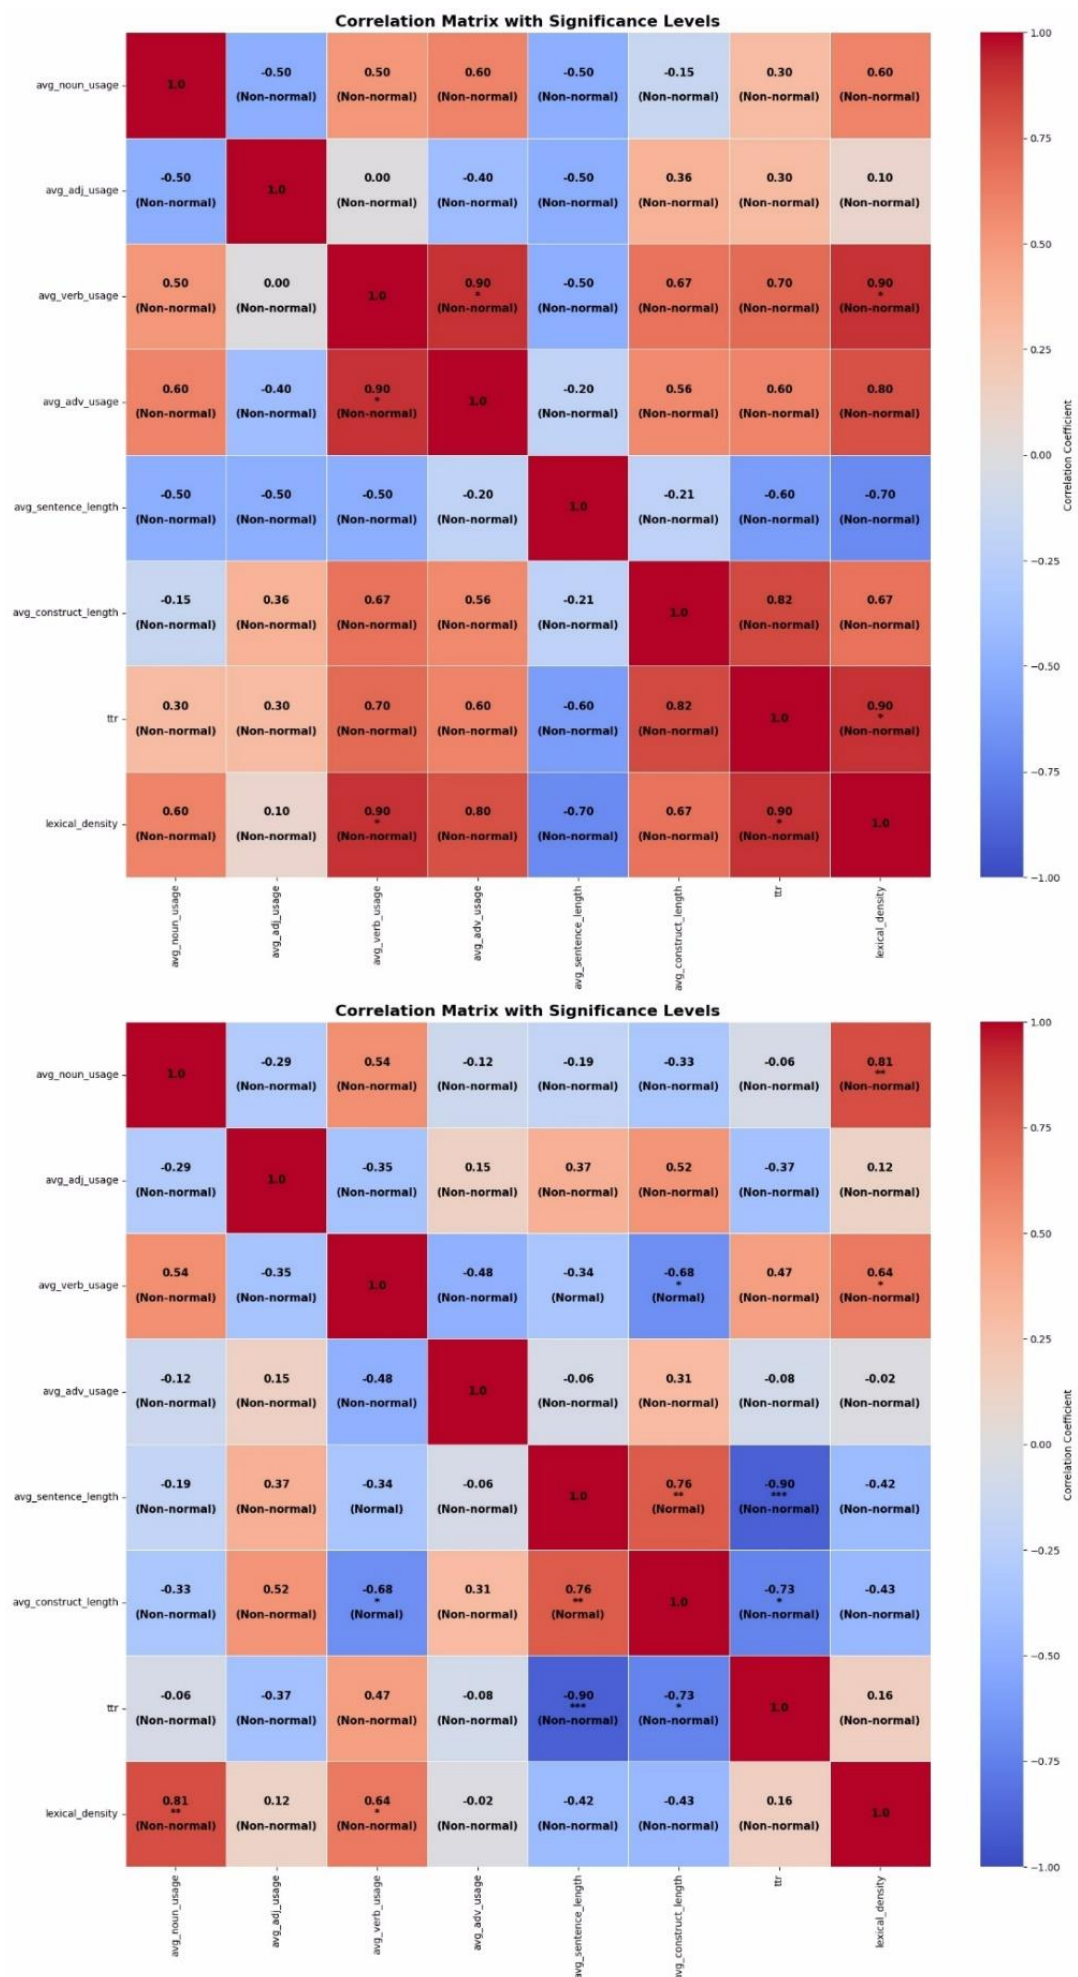 Correlation Matrix with Significance Levels
avg_noun_usage
1.0
-0.50
(Non-normal)
0.50
(Non-normal)
0.60
(Non-normal)
-0.50
(Non-normal)
-0.15
(Non-normal)
0.30
(Non-normal)
0.60
(Non-normal)
avg_adj_usage
-0.50
(Non-normal)
1.0
0.00
(Non-normal)
-0.40
(Non-normal)
-0.50
(Non-normal)
0.36
(Non-normal)
0.30
(Non-normal)
0.10
(Non-normal)
avg_verb_usage
0.50
(Non-normal)
0.00
(Non-normal)
1.0
0.90
*
(Non-normal)
-0.50
(Non-normal)
0.67
(Non-normal)
0.70
(Non-normal)
0.90
*
(Non-normal)
avg_adv_usage
0.60
(Non-normal)
-0.40
(Non-normal)
0.90
*
(Non-normal)
1.0
-0.20
(Non-normal)
0.56
(Non-normal)
0.60
(Non-normal)
0.80
(Non-normal)
avg_sentence_length
-0.50
(Non-normal)
-0.50
(Non-normal)
-0.50
(Non-normal)
-0.20
(Non-normal)
1.0
-0.21
(Non-normal)
-0.60
(Non-normal)
-0.70
(Non-normal)
avg_construct_length
-0.15
(Non-normal)
0.36
(Non-normal)
0.67
(Non-normal)
0.56
(Non-normal)
-0.21
(Non-normal)
1.0
0.82
(Non-normal)
0.67
(Non-normal)
ttr
0.30
(Non-normal)
0.30
(Non-normal)
0.70
(Non-normal)
0.60
(Non-normal)
-0.60
(Non-normal)
0.82
(Non-normal)
1.0
0.90
*
(Non-normal)
lexical_density
0.60
(Non-normal)
0.10
(Non-normal)
0.90
*
(Non-normal)
0.80
(Non-normal)
-0.70
(Non-normal)
0.67
(Non-normal)
0.90
*
(Non-normal)
1.0
avg_noun_usage
avg_adj_usage
avg_verb_usage
avg_adv_usage
avg_sentence_length
avg_construct_length
ttr
lexical_density
1.00
0.75
0.50
0.25
0.00
−0.25
−0.50
−0.75
−1.00
Correlation Coefficient
Correlation Matrix with Significance Levels
avg_noun_usage
1.0
-0.29
(Non-normal)
0.54
(Non-normal)
-0.12
(Non-normal)
-0.19
(Non-normal)
-0.33
(Non-normal)
-0.06
(Non-normal)
0.81
**
(Non-normal)
avg_adj_usage
-0.29
(Non-normal)
1.0
-0.35
(Non-normal)
0.15
(Non-normal)
0.37
(Non-normal)
0.52
(Non-normal)
-0.37
(Non-normal)
0.12
(Non-normal)
avg_verb_usage
0.54
(Non-normal)
-0.35
(Non-normal)
1.0
-0.48
(Non-normal)
-0.34
(Normal)
-0.68
*
(Normal)
0.47
(Non-normal)
0.64
*
(Non-normal)
avg_adv_usage
-0.12
(Non-normal)
0.15
(Non-normal)
-0.48
(Non-normal)
1.0
-0.06
(Non-normal)
0.31
(Non-normal)
-0.08
(Non-normal)
-0.02
(Non-normal)
avg_sentence_length
-0.19
(Non-normal)
0.37
(Non-normal)
-0.34
(Normal)
-0.06
(Non-normal)
1.0
0.76
**
(Normal)
-0.90
***
(Non-normal)
-0.42
(Non-normal)
avg_construct_length
-0.33
(Non-normal)
0.52
(Non-normal)
-0.68
*
(Normal)
0.31
(Non-normal)
0.76
**
(Normal)
1.0
-0.73
*
(Non-normal)
-0.43
(Non-normal)
ttr
-0.06
(Non-normal)
-0.37
(Non-normal)
0.47
(Non-normal)
-0.08
(Non-normal)
-0.90
***
(Non-normal)
-0.73
*
(Non-normal)
1.0
0.16
(Non-normal)
lexical_density
0.81
**
(Non-normal)
0.12
(Non-normal)
0.64
*
(Non-normal)
-0.02
(Non-normal)
-0.42
(Non-normal)
-0.43
(Non-normal)
0.16
(Non-normal)
1.0
avg_noun_usage
avg_adj_usage
avg_verb_usage
avg_adv_usage
avg_sentence_length
avg_construct_length
ttr
lexical_density
1.00
0.75
0.50
0.25
0.00
−0.25
−0.50
−0.75
−1.00
Correlation Coefficient